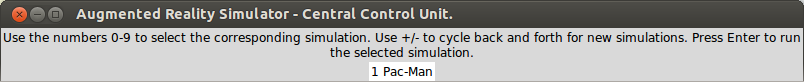 Augmented Reality Simulator - Central Control Unit.
Use the numbers 0-9 to select the corresponding simulation. Use +/- to cycle back and forth for new simulations. Press Enter to run
the selected simulation.
1 Pac-Man